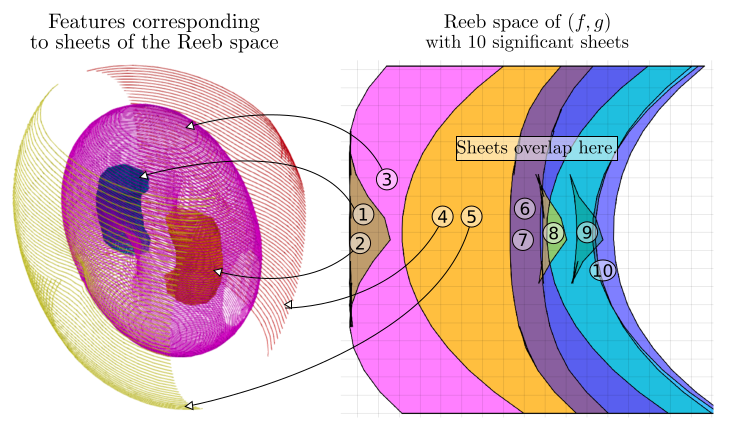 Features corresponding
to sheets of the Reeb space
Reeb space of (f, g)
with 10 significant sheets
Sheets overlap here.
3
1
2
4
5
6
7
8
9
10